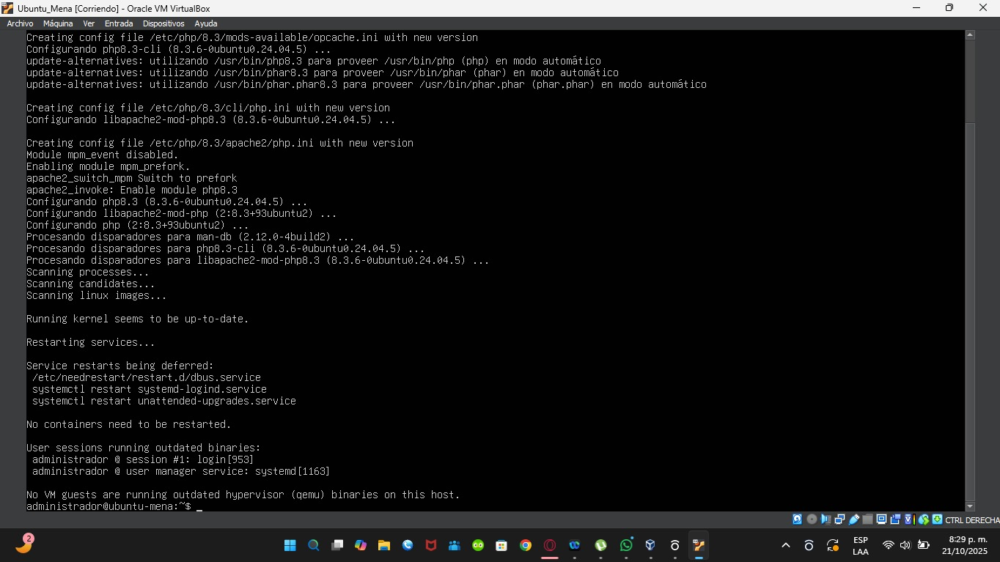 Ubuntu_Mena [Corriendo] - Oracle VM VirtualBox
Archivo Máquina Ver Entrada Dispositivos Ayuda
Creating config file /etc/php/8.3/mods-available/opcache.ini with new version
Configurando php8.3-cli (8.3.6-0ubuntu0.24.04.5) ...
update-alternatives: utilizando /usr/bin/php8.3 para proveer /usr/bin/php (php) en modo automático
update-alternatives: utilizando /usr/bin/phar8.3 para proveer /usr/bin/phar (phar) en modo automático
update-alternatives: utilizando /usr/bin/phar.phar8.3 para proveer /usr/bin/phar.phar (phar.phar) en modo automático
Creating config file /etc/php/8.3/cli/php.ini with new version
Configurando libapache2-mod-php8.3 (8.3.6-0ubuntu0.24.04.5) ...
Creating config file /etc/php/8.3/apache2/php.ini with new version
Module mpm_event disabled.
Enabling module mpm_prefork.
apache2_switch_mpm Switch to prefork
apache2_invoke: Enable module php8.3
Configurando php8.3 (8.3.6-0ubuntu0.24.04.5) ...
Configurando libapache2-mod-php (2:8.3+93ubuntu2) ...
Configurando php (2:8.3+93ubuntu2) ...
Procesando disparadores para man-db (2.12.0-4build2) ...
Procesando disparadores para php8.3-cli (8.3.6-0ubuntu0.24.04.5) ...
Procesando disparadores para libapache2-mod-php8.3 (8.3.6-0ubuntu0.24.04.5) ...
Scanning processes...
Scanning candidates...
Scanning linux images...
Running kernel seems to be up-to-date.
Restarting services...
Service restarts being deferred:
/etc/needrestart/restart.d/dbus.service
systemctl restart systemd-logind.service
systemctl restart unattended-upgrades.service
No containers need to be restarted.
User sessions running outdated binaries:
administrador @ session #1: login[953]
administrador @ user manager service: systemd[1163]
No VM guests are running outdated hypervisor (qemu) binaries on this host.
administrador@ubuntu-mena:~$ _
CTRL DERECHA
2
ESP
LAA
8:29 p. m.
21/10/2025